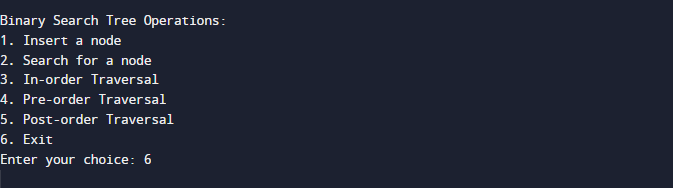 Binary Search Tree Operations:
1. Insert a node
2. Search for a node
3. In-order Traversal
4. Pre-order Traversal
5. Post-order Traversal
6. Exit
Enter your choice: 6